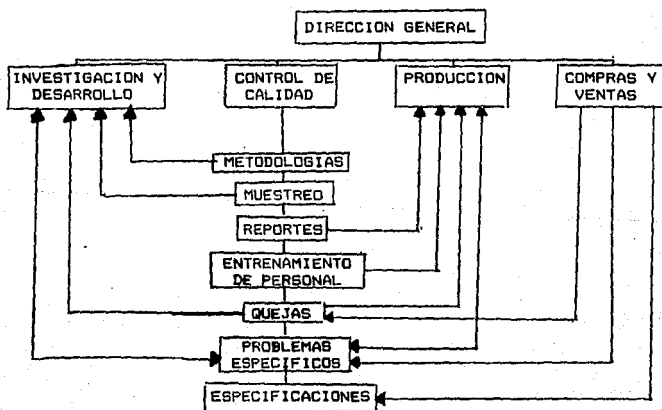 DIRECCION GENERAL
INVESTIGACION Y
DESARROLLO
CONTROL DE
CALIDAD
PRODUCCION
COMPRAS Y
VENTAS
METODOLOGIAS
MUESTREO
REPORTES
ENTRENAMIENTO
DE PERSONAL
QUEJAS
PROBLEMAS
ESPECIFICOS
ESPECIFICACIONES